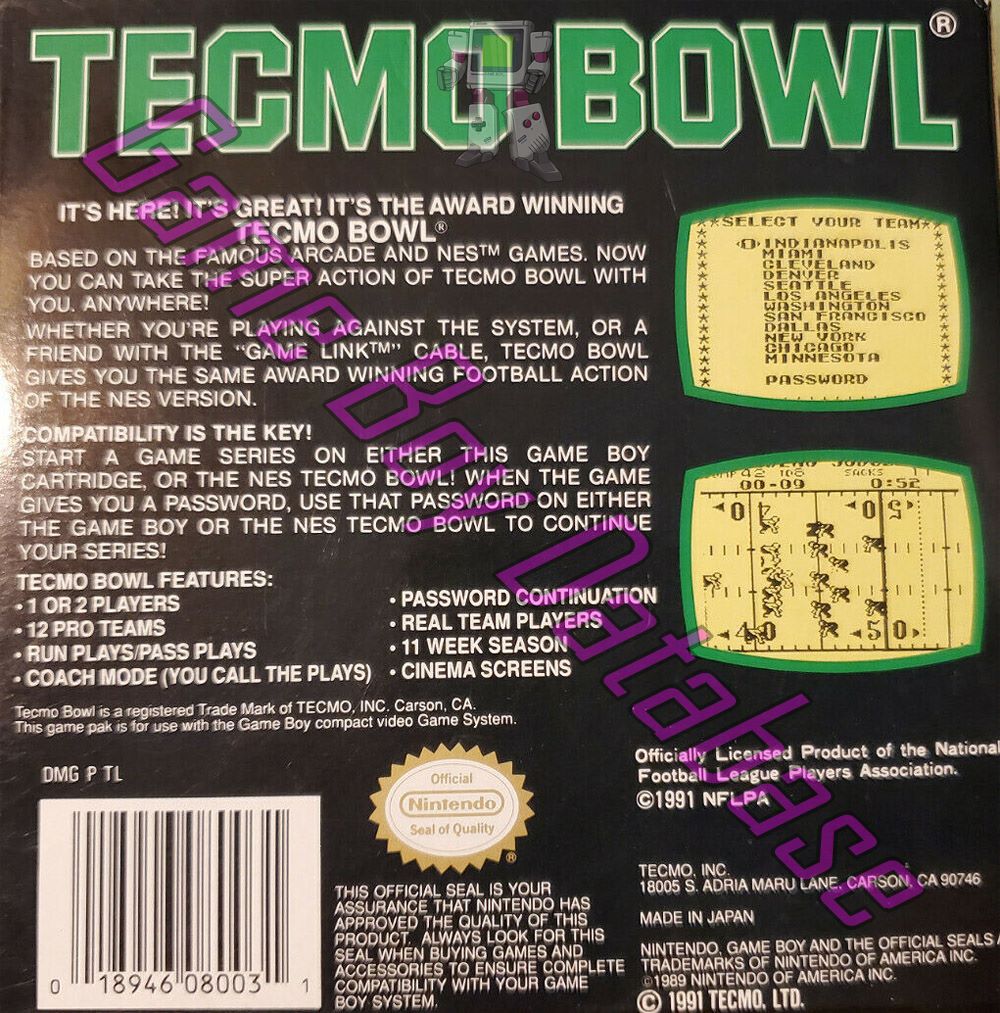 TECMO BOWL®
IT'S HERE! IT'S GREAT! IT'S THE AWARD WINNING
TECMO BOWL®
BASED ON THE FAMOUS ARCADE AND NES™ GAMES. NOW
YOU CAN TAKE THE SUPER ACTION OF TECMO BOWL WITH
YOU. ANYWHERE!
WHETHER YOU'RE PLAYING AGAINST THE SYSTEM, OR A
FRIEND WITH THE "GAME LINK™" CABLE, TECMO BOWL
GIVES YOU THE SAME AWARD WINNING FOOTBALL ACTION
OF THE NES VERSION.
COMPATIBILITY IS THE KEY!
START A GAME SERIES ON EITHER THIS GAME BOY
CARTRIDGE, OR THE NES TECMO BOWL! WHEN THE GAME
GIVES YOU A PASSWORD, USE THAT PASSWORD ON EITHER
THE GAME BOY OR THE NES TECMO BOWL TO CONTINUE
YOUR SERIES!
TECMO BOWL FEATURES:
• 1 OR 2 PLAYERS
• 12 PRO TEAMS
• RUN PLAYS/PASS PLAYS
• COACH MODE (YOU CALL THE PLAYS)
• PASSWORD CONTINUATION
• REAL TEAM PLAYERS
• 11 WEEK SEASON
• CINEMA SCREENS
Tecmo Bowl is a registered Trade Mark of TECMO, INC. Carson, CA.
This game pak is for use with the Game Boy compact video Game System.
SELECT YOUR TEAM
INDIANAPOLIS
MIAMI
CLEVELAND
DENVER
SEATTLE
LOS ANGELES
WASHINGTON
SAN FRANCISCO
DALLAS
NEW YORK
CHICAGO
MINNESOTA
PASSWORD
SACKS
00-09 0:52
◄0 ◄0 5►
◄4 0 ◄5 0►
DMG P TL
0 18946 08003 1
Official
Nintendo
Seal of Quality
®
THIS OFFICIAL SEAL IS YOUR
ASSURANCE THAT NINTENDO HAS
APPROVED THE QUALITY OF THIS
PRODUCT. ALWAYS LOOK FOR THIS
SEAL WHEN BUYING GAMES AND
ACCESSORIES TO ENSURE COMPLETE
COMPATIBILITY WITH YOUR GAME
BOY SYSTEM.
Officially Licensed Product of the National
Football League Players Association.
©1991 NFLPA
TECMO, INC.
18005 S. ADRIA MARU LANE, CARSON, CA 90746
MADE IN JAPAN
NINTENDO, GAME BOY AND THE OFFICIAL SEALS A
TRADEMARKS OF NINTENDO OF AMERICA INC.
©1989 NINTENDO OF AMERICA INC.
© 1991 TECMO, LTD.
GameBoy Database